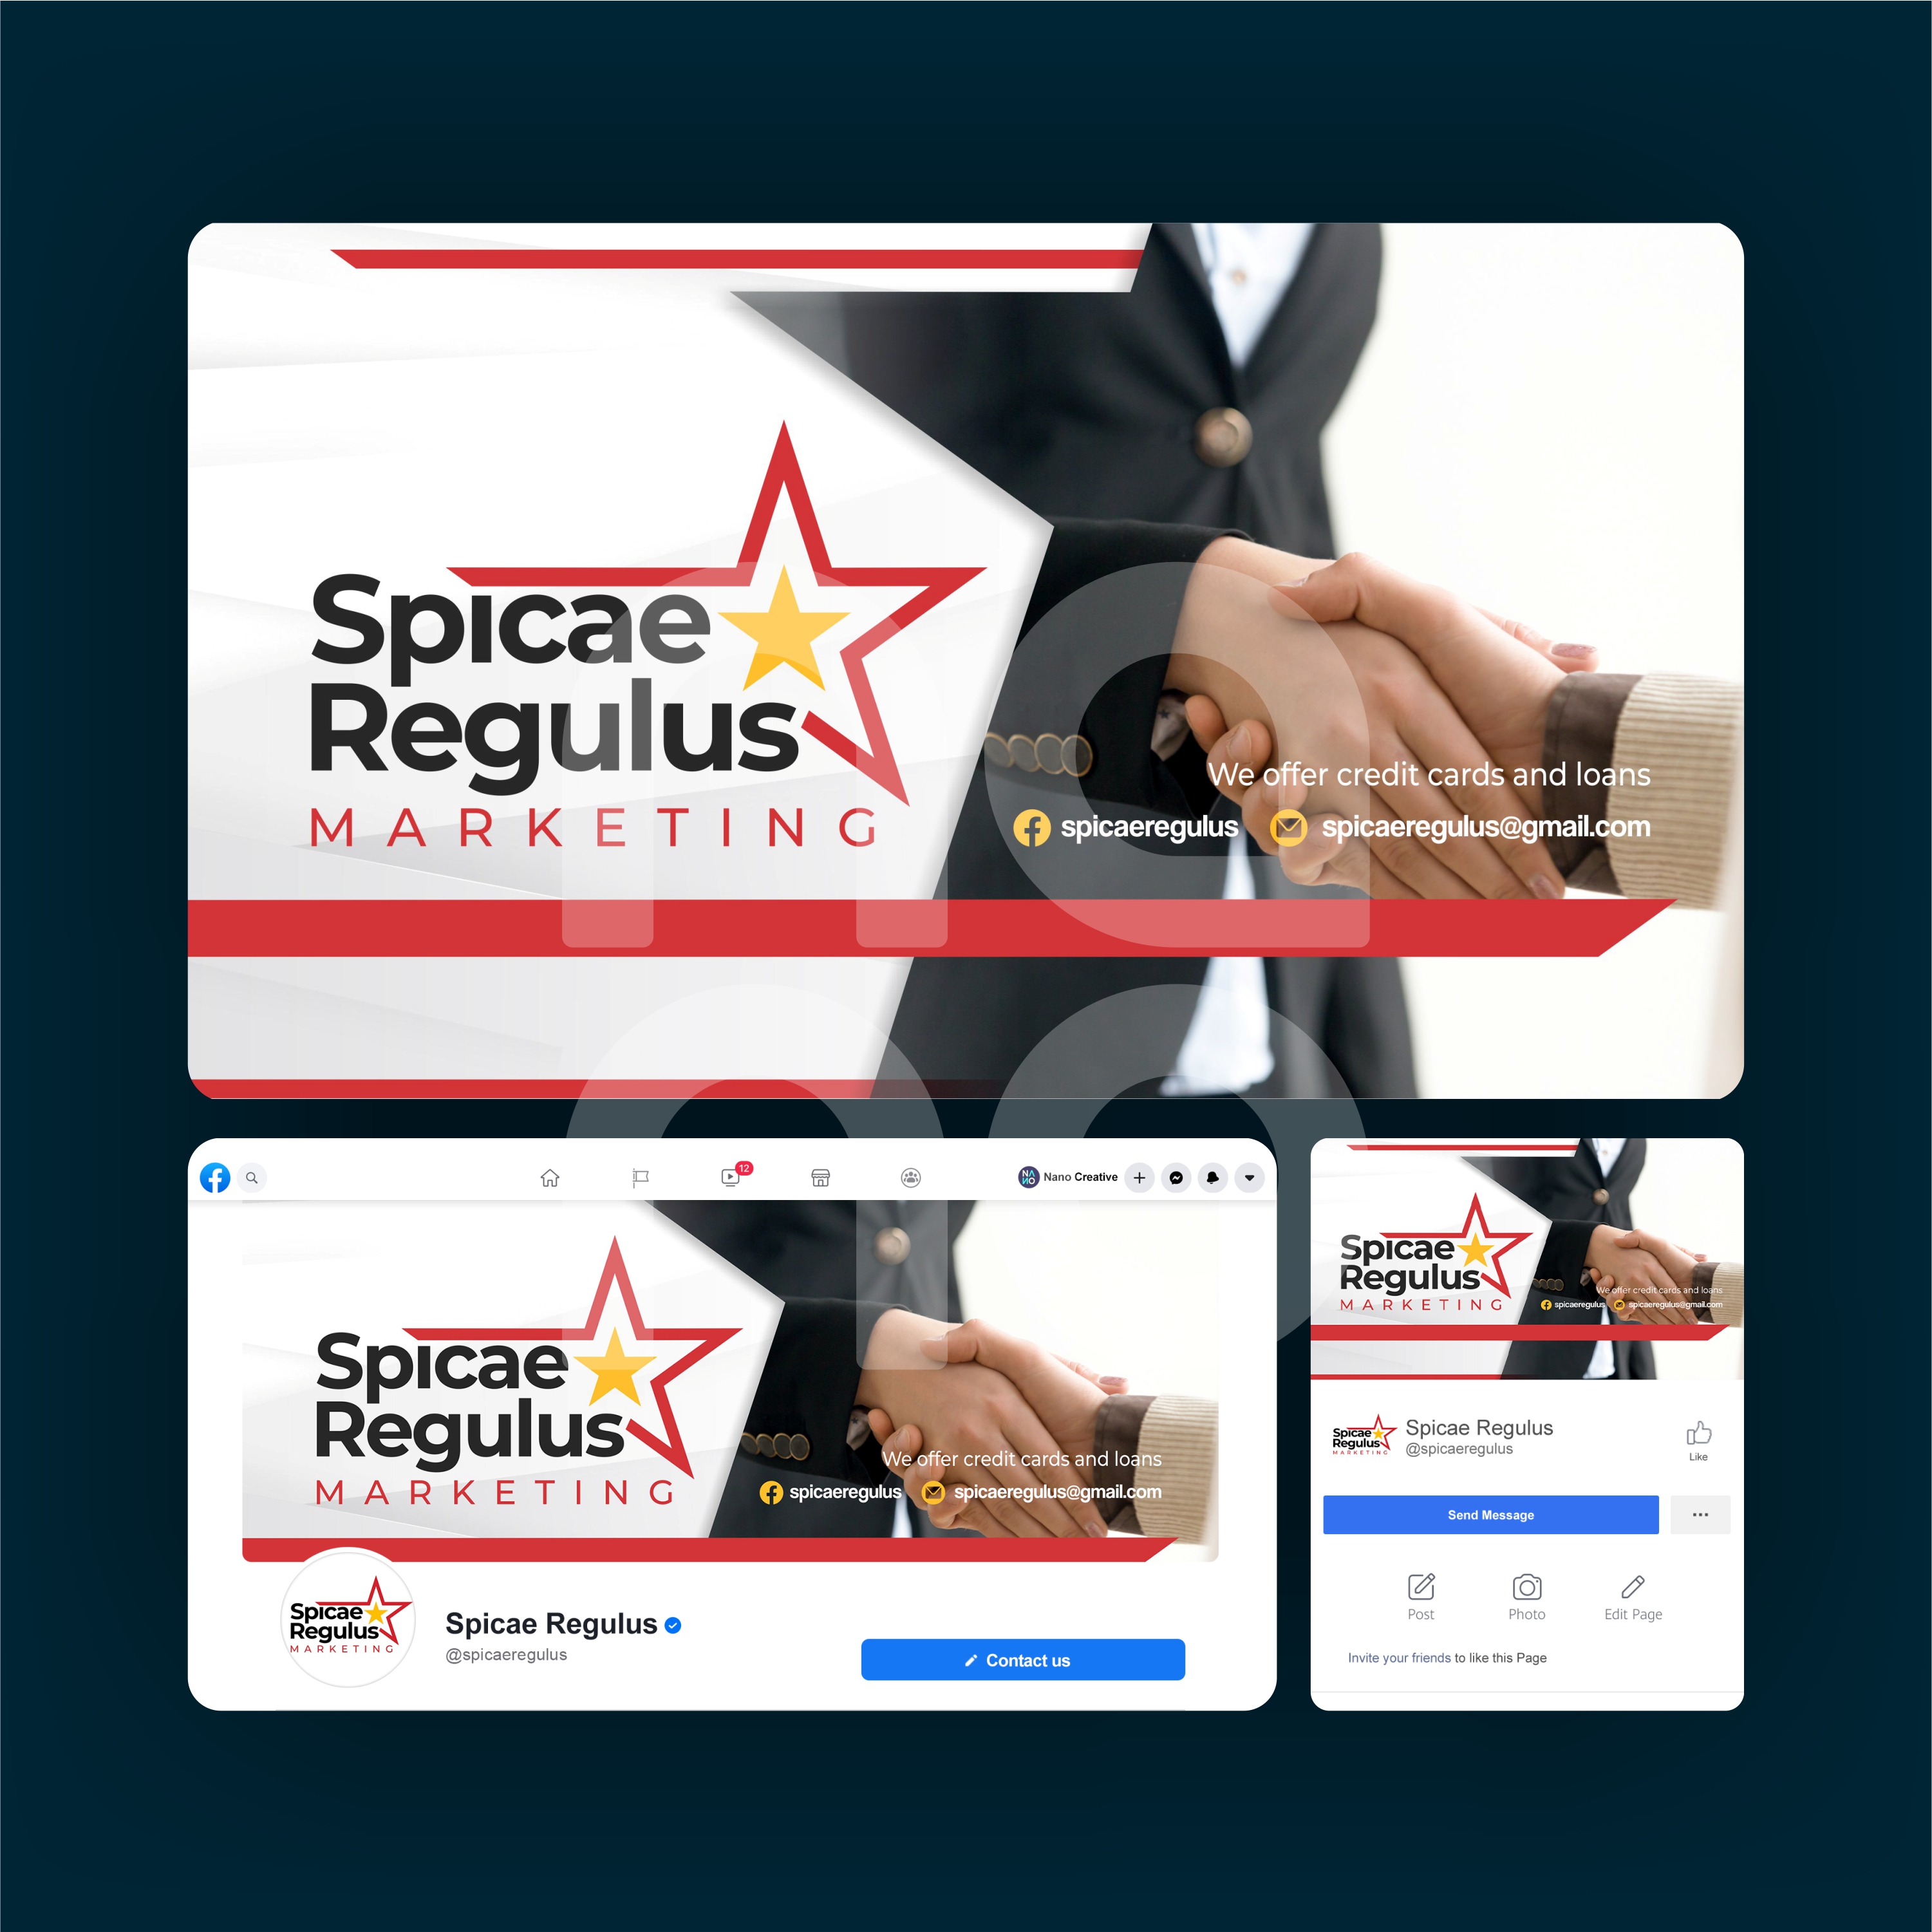 Spicae
Regulus
MARKETING
We offer credit cards and loans
spicaeregulus spicaeregulus@gmail.com
12
NANO Nano Creative
Spicae
Regulus
MARKETING
We offer credit cards and loans
spicaeregulus spicaeregulus@gmail.com
Spicae
Regulus
MARKETING
Spicae Regulus
@spicaeregulus
Contact us
Spicae
Regulus
MARKETING
We offer credit cards and loans
spicaeregulus spicaeregulus@gmail.com
Spicae
Regulus
MARKETING
Spicae Regulus
@spicaeregulus
Like
Send Message
Post Photo Edit Page
Invite your friends to like this Page